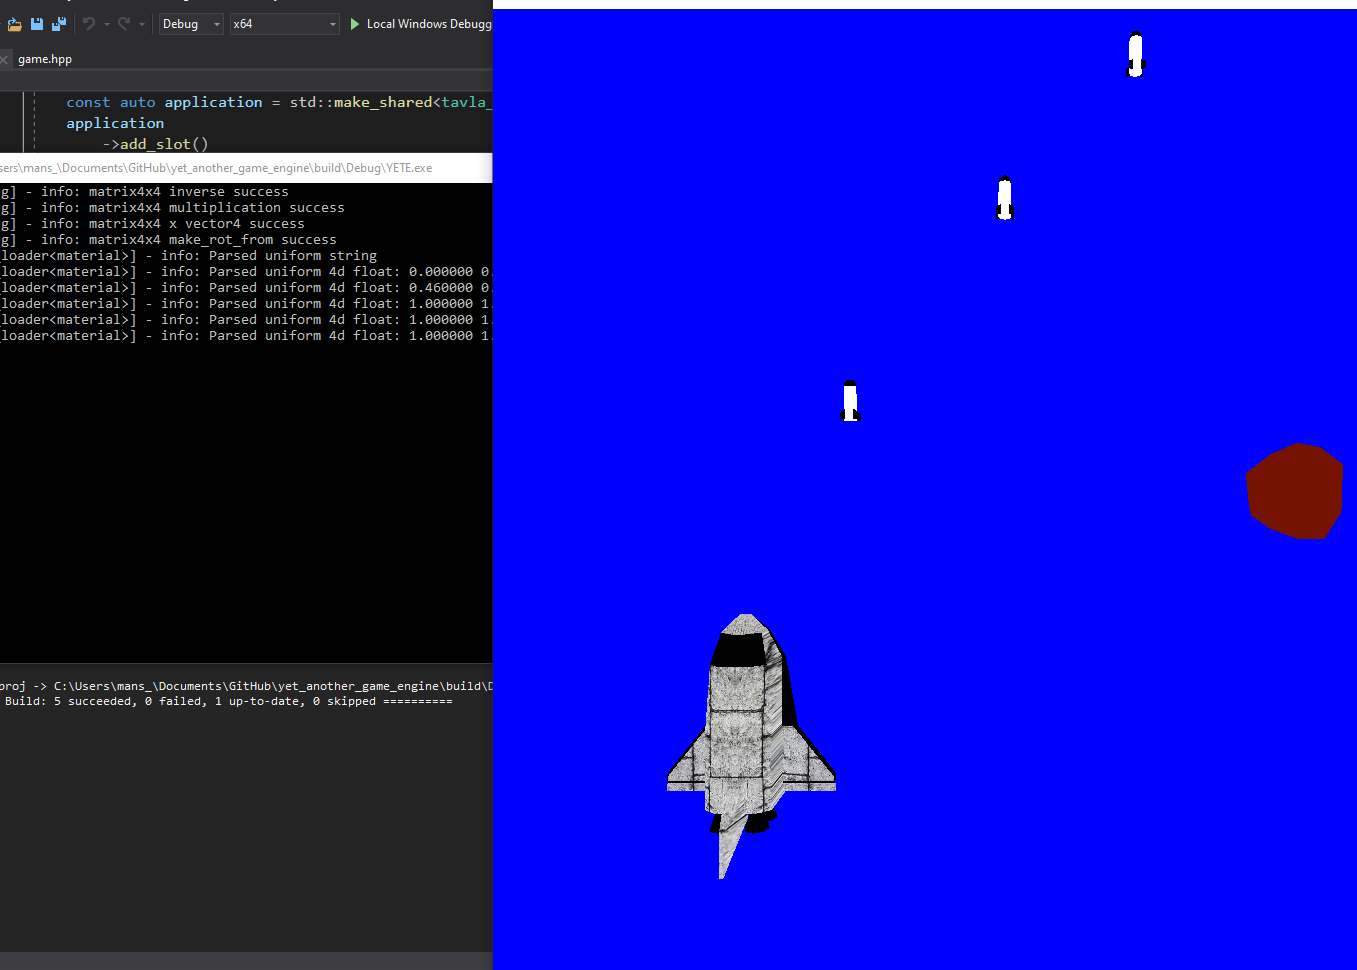 Debug
x64
Local Windows Debugg
game.hpp
const auto application = std::make_shared<tavla_
application
->add_slot()
sers\mans_\Documents\GitHub\yet_another_game_engine\build\Debug\YETE.exe
g] - info: matrix4x4 inverse success
g] - info: matrix4x4 multiplication success
g] - info: matrix4x4 x vector4 success
g] - info: matrix4x4 make_rot_from success
loader<material>] - info: Parsed uniform string
loader<material>] - info: Parsed uniform 4d float: 0.000000 0.
loader<material>] - info: Parsed uniform 4d float: 0.460000 0.
loader<material>] - info: Parsed uniform 4d float: 1.000000 1.
loader<material>] - info: Parsed uniform 4d float: 1.000000 1.
loader<material>] - info: Parsed uniform 4d float: 1.000000 1.
proj -> C:\Users\mans_\Documents\GitHub\yet_another_game_engine\build\D
Build: 5 succeeded, 0 failed, 1 up-to-date, 0 skipped ==========